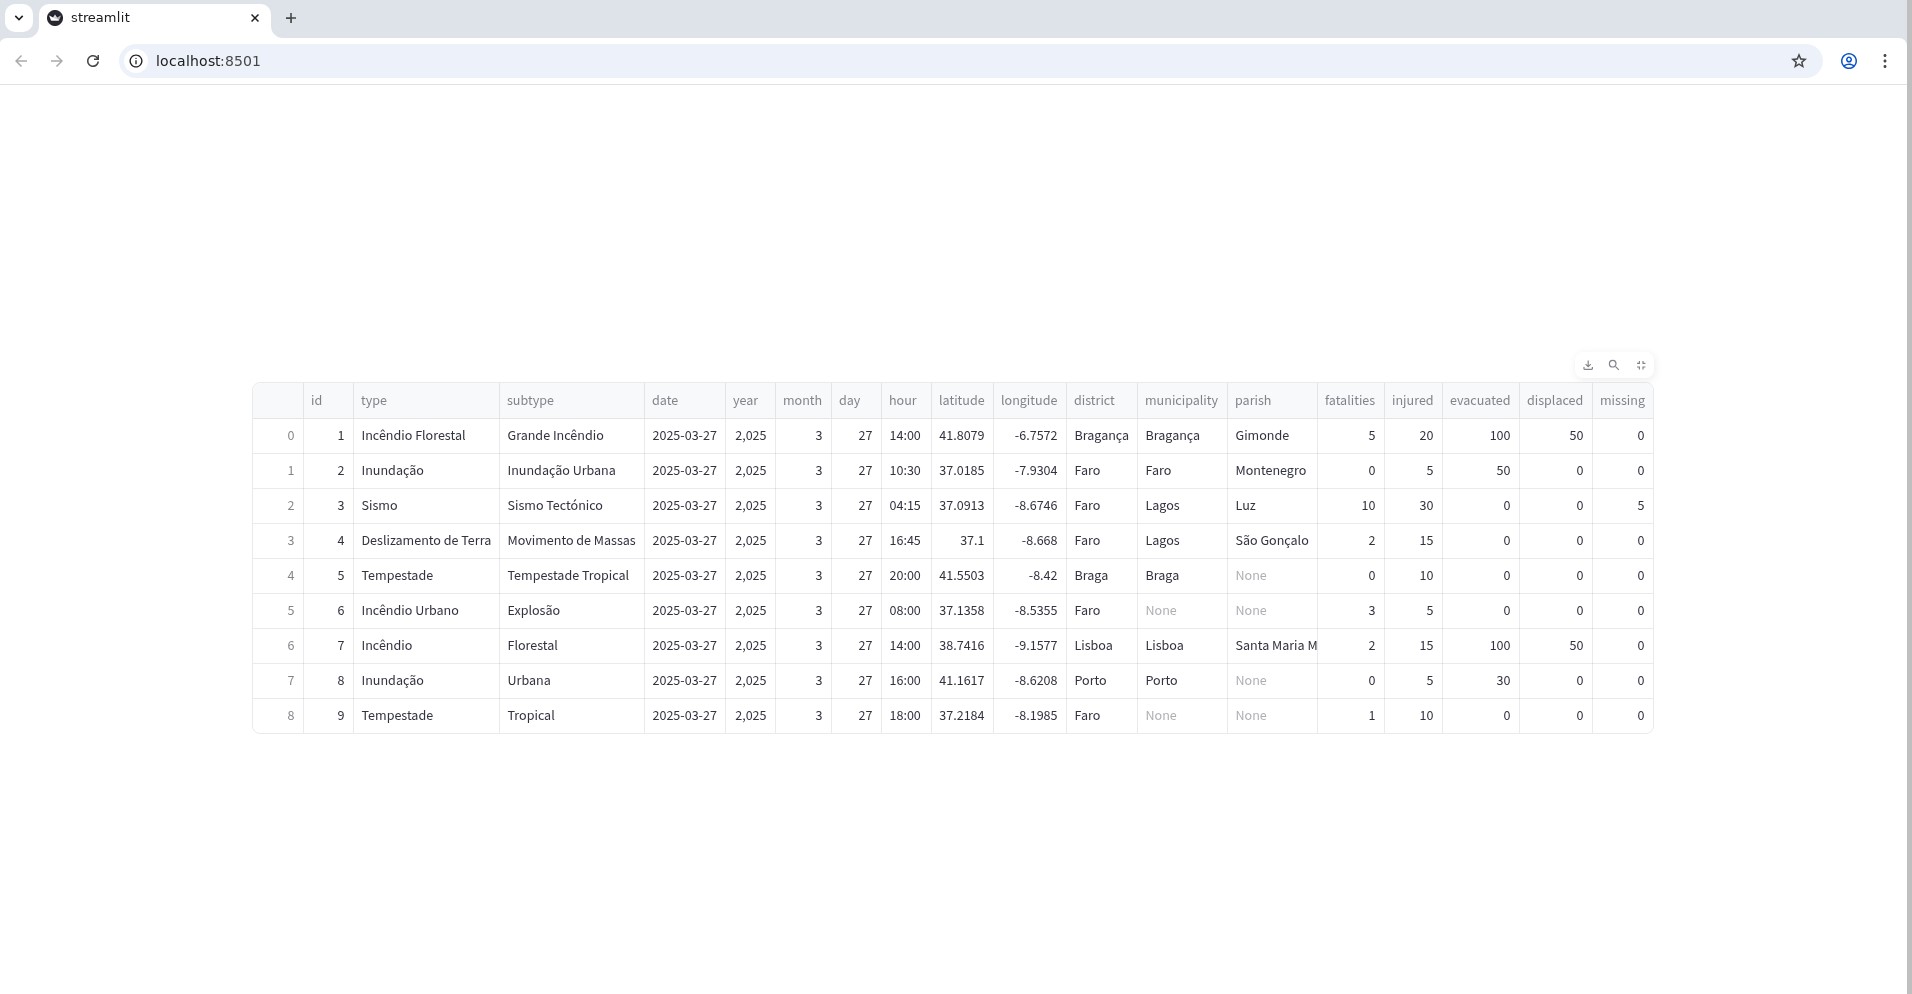 streamlit
localhost:8501
id type subtype date year month day hour latitude longitude district municipality parish fatalities injured evacuated displaced missing
0 1 Incêndio Florestal Grande Incêndio 2025-03-27 2,025 3 27 14:00 41.8079 -6.7572 Bragança Bragança Gimonde 5 20 100 50 0
1 2 Inundação Inundação Urbana 2025-03-27 2,025 3 27 10:30 37.0185 -7.9304 Faro Faro Montenegro 0 5 50 0 0
2 3 Sismo Sismo Tectónico 2025-03-27 2,025 3 27 04:15 37.0913 -8.6746 Faro Lagos Luz 10 30 0 0 5
3 4 Deslizamento de Terra Movimento de Massas 2025-03-27 2,025 3 27 16:45 37.1 -8.668 Faro Lagos São Gonçalo 2 15 0 0 0
4 5 Tempestade Tempestade Tropical 2025-03-27 2,025 3 27 20:00 41.5503 -8.42 Braga Braga None 0 10 0 0 0
5 6 Incêndio Urbano Explosão 2025-03-27 2,025 3 27 08:00 37.1358 -8.5355 Faro None None 3 5 0 0 0
6 7 Incêndio Florestal 2025-03-27 2,025 3 27 14:00 38.7416 -9.1577 Lisboa Lisboa Santa Maria M 2 15 100 50 0
7 8 Inundação Urbana 2025-03-27 2,025 3 27 16:00 41.1617 -8.6208 Porto Porto None 0 5 30 0 0
8 9 Tempestade Tropical 2025-03-27 2,025 3 27 18:00 37.2184 -8.1985 Faro None None 1 10 0 0 0